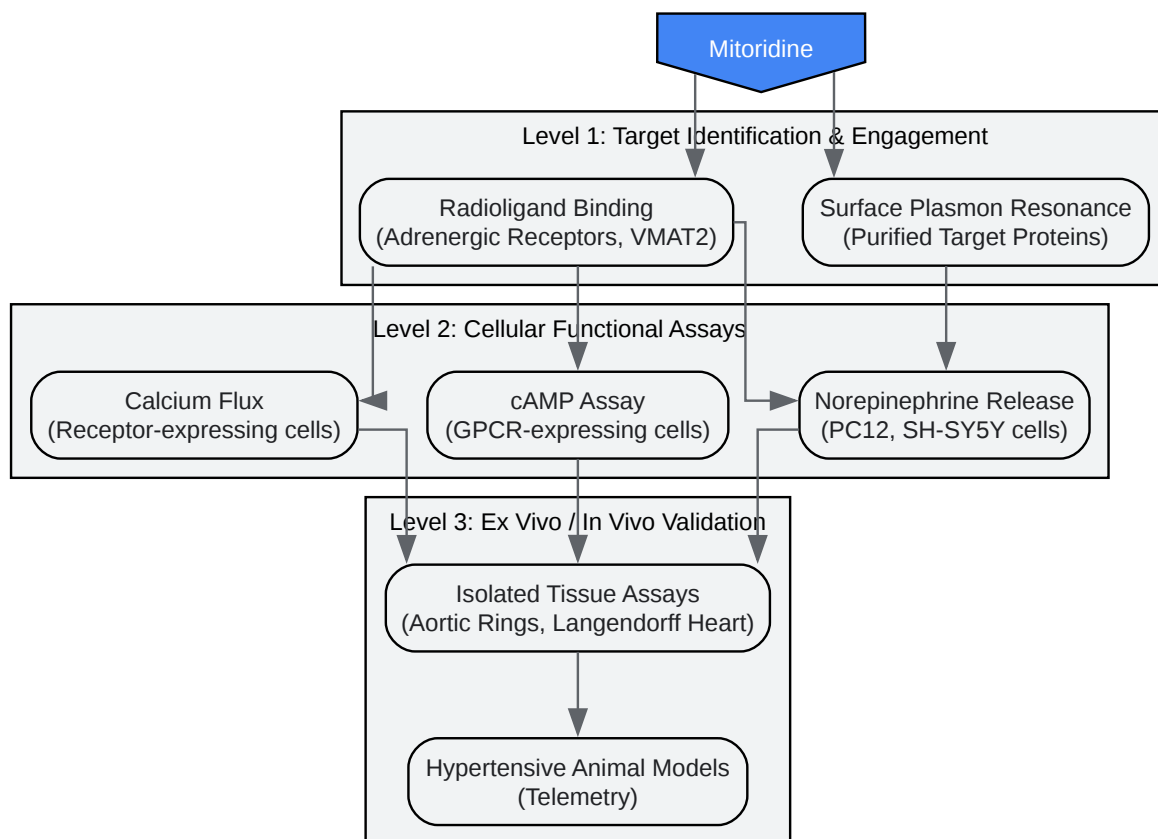 Mitoridine
Level 1: Target Identification & Engagement
Radioligand Binding
(Adrenergic Receptors, VMAT2)
Surface Plasmon Resonance
(Purified Target Proteins)
Level 2: Cellular Functional Assays
Calcium Flux
(Receptor-expressing cells)
cAMP Assay
(GPCR-expressing cells)
Norepinephrine Release
(PC12, SH-SY5Y cells)
Level 3: Ex Vivo / In Vivo Validation
Isolated Tissue Assays
(Aortic Rings, Langendorff Heart)
Hypertensive Animal Models
(Telemetry)